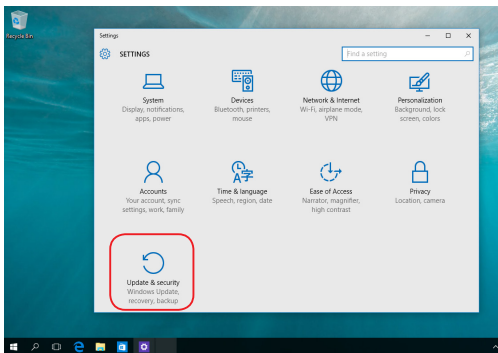 Recycle Bin
Settings
SETTINGS
Find a setting
System
Display, notifications,
apps, power
Devices
Bluetooth, printers,
mouse
Network & Internet
Wi-Fi, airplane mode,
VPN
Personalization
Background, lock
screen, colors
Accounts
Your account, sync
settings, work, family
Time & language
Speech, region, date
Ease of Access
Narrator, magnifier,
high contrast
Privacy
Location, camera
Update & security
Windows Update,
recovery, backup